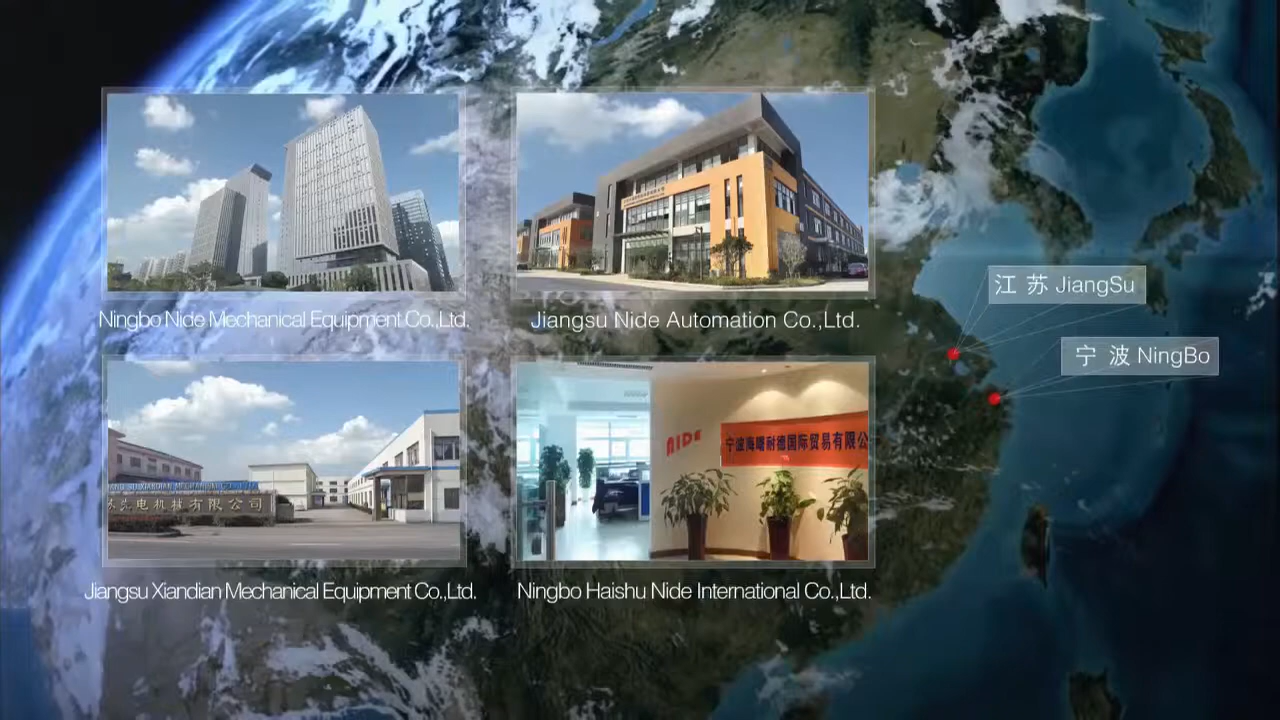 Ningbo Nide Mechanical Equipment Co.,Ltd.
Jiangsu Nide Automation Co.,Ltd.
江 苏 JiangSu
宁 波 NingBo
电机械有限公司
NIDE
宁波海曙耐德国际贸易有限公
Jiangsu Xiandian Mechanical Equipment Co.,Ltd.
Ningbo Haishu Nide International Co.,Ltd.